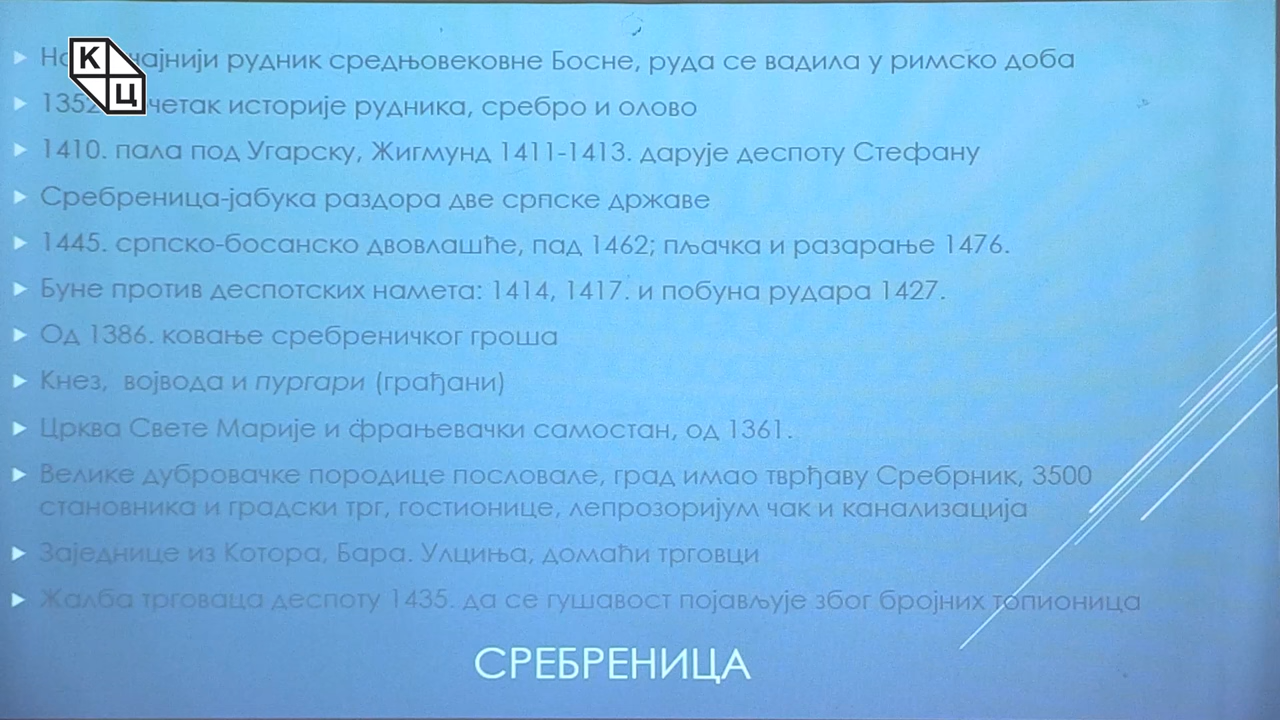 рудник средњовековне Босне, руда се вадила у римско доба
историје рудника, сребро и олово
1410. пала под Угарску, Жигмунд 1411-1413. дарује деспоту Стефану
Сребреница-јабука раздора две српске државе
1445. српско-босанско двовлашће, пад 1462; пљачка и разарање 1476.
Буне против деспотских намета: 1414, 1417. и побуна рудара 1427.
Од 1386. ковање сребреничког гроша
Кнез, војвода и пургари (грађани)
Црква Свете Марије и фрањевачки самостан, од 1361.
Велике дубровачке породице пословале, град имао тврђаву Сребрник, 3500
становника и градски трг, гостионице, лепрозоријум чак и канализација
Заједнице из Котора, Бара. Улциња, домаћи трговци
Жалба трговаца деспоту 1435. да се гушавост појављује због бројних топионица
СРЕБРЕНИЦА
К
Ц